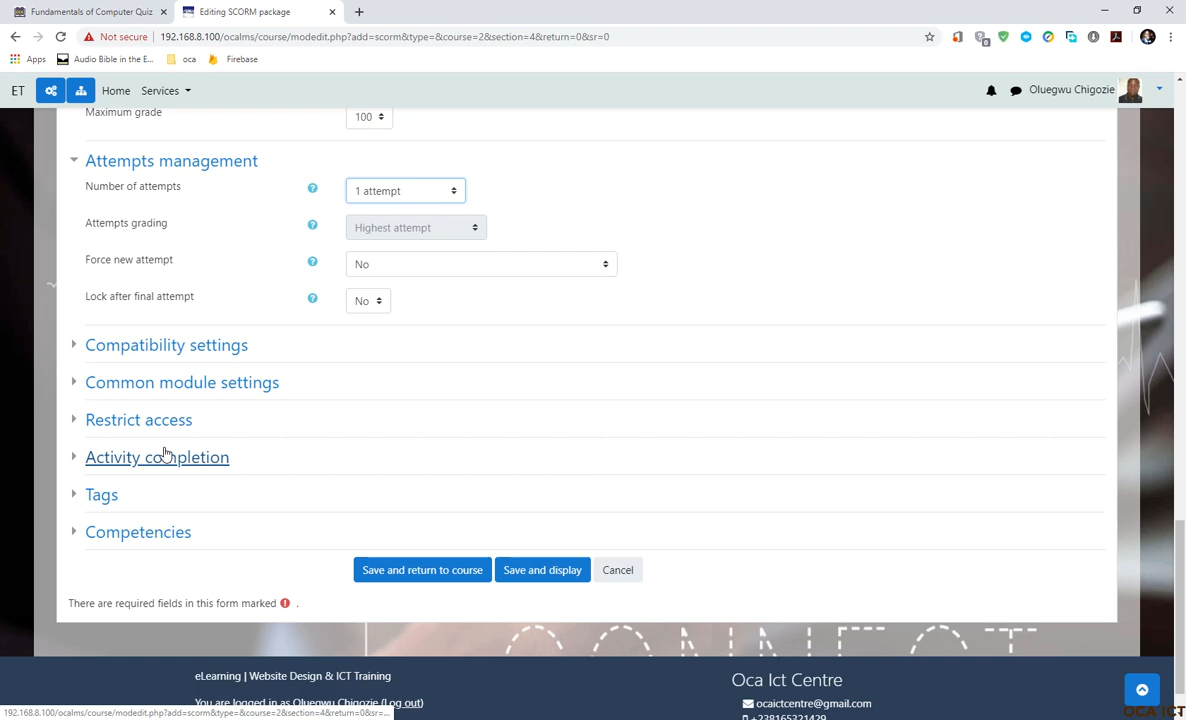 Fundamentals of Computer Quiz
Editing SCORM package
Not secure | 192.168.8.100/ocalms/course/modedit.php?add=scorm&type=&course=2&section=4&return=0&sr=0
Apps Audio Bible in the E... oca Firebase
ET Home Services Oluegwu Chigozie
Maximum grade 100
Attempts management
Number of attempts 1 attempt
Attempts grading Highest attempt
Force new attempt No
Lock after final attempt No
Compatibility settings
Common module settings
Restrict access
Activity completion
Tags
Competencies
Save and return to course Save and display Cancel
There are required fields in this form marked .
CONNECT
eLearning | Website Design & ICT Training
Oca Ict Centre
You are logged in as Oluegwu Chigozie (Log out)
ocaictcentre@gmail.com
+238165321429
192.168.8.100/ocalms/course/modedit.php?add=scorm&type=&course=2&section=4&return=0&sr=...
OCA ICT